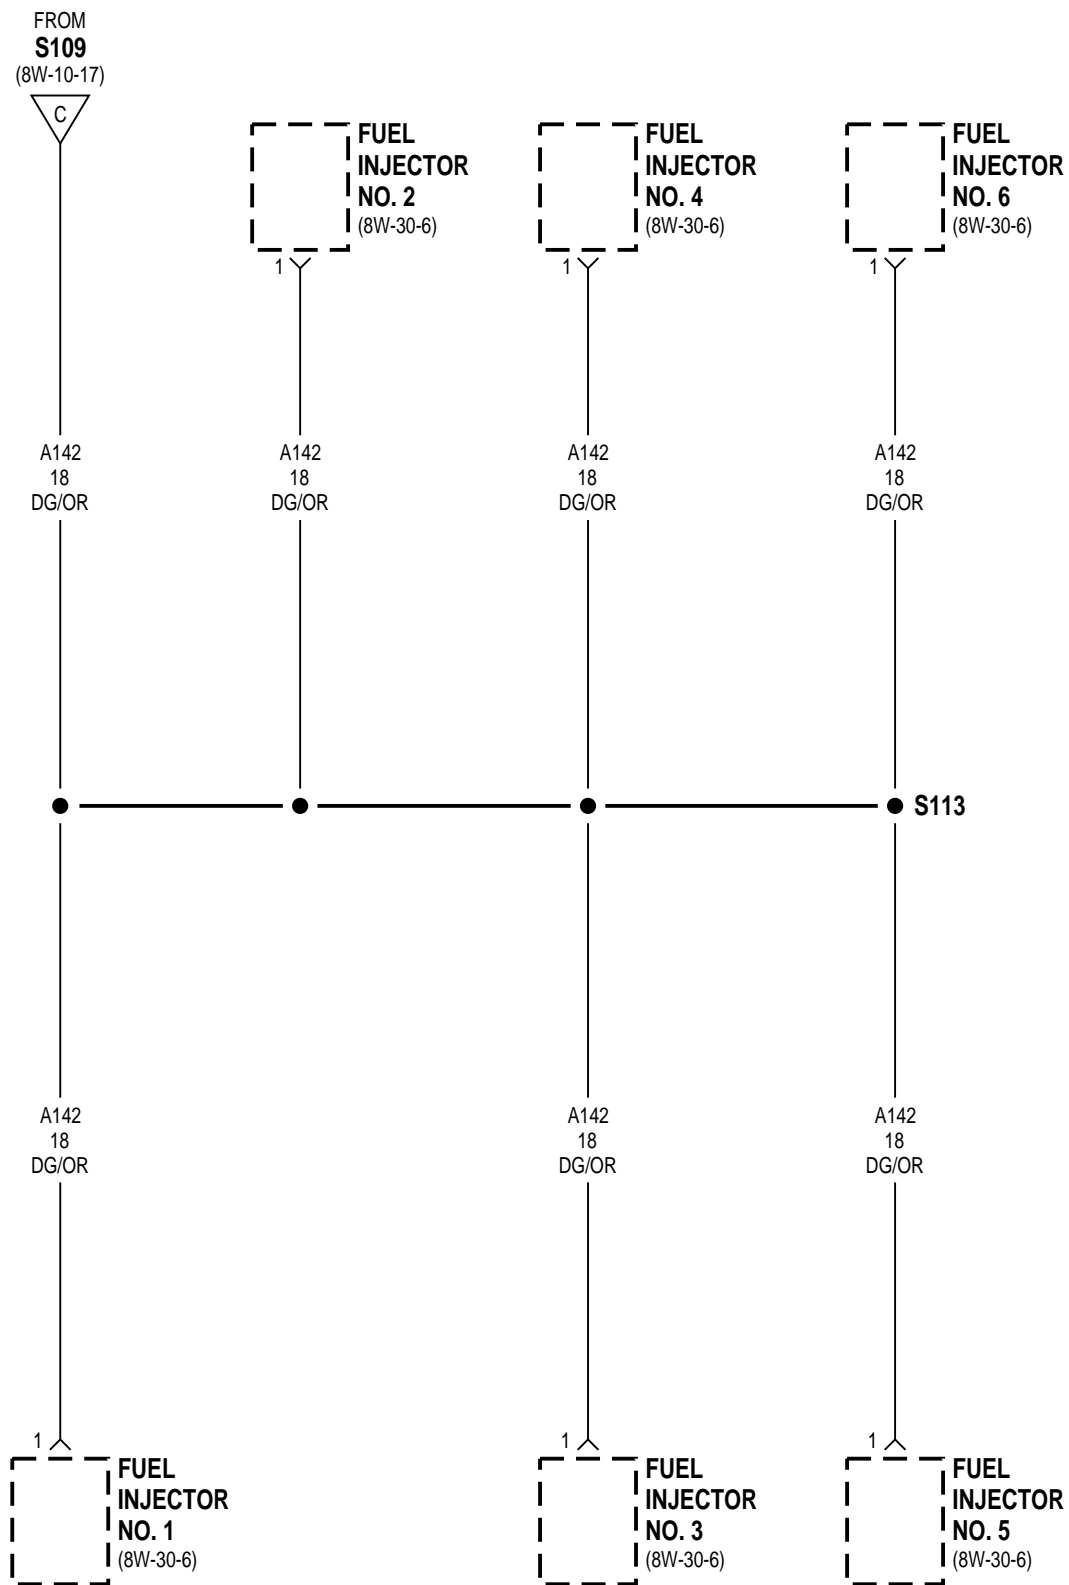 FROM
S109
(8W-10-17)
C
FUEL
INJECTOR
NO. 2
(8W-30-6)
1
FUEL
INJECTOR
NO. 4
(8W-30-6)
1
FUEL
INJECTOR
NO. 6
(8W-30-6)
1
A142
18
DG/OR
A142
18
DG/OR
A142
18
DG/OR
A142
18
DG/OR
S113
A142
18
DG/OR
A142
18
DG/OR
A142
18
DG/OR
1
FUEL
INJECTOR
NO. 1
(8W-30-6)
1
FUEL
INJECTOR
NO. 3
(8W-30-6)
1
FUEL
INJECTOR
NO. 5
(8W-30-6)